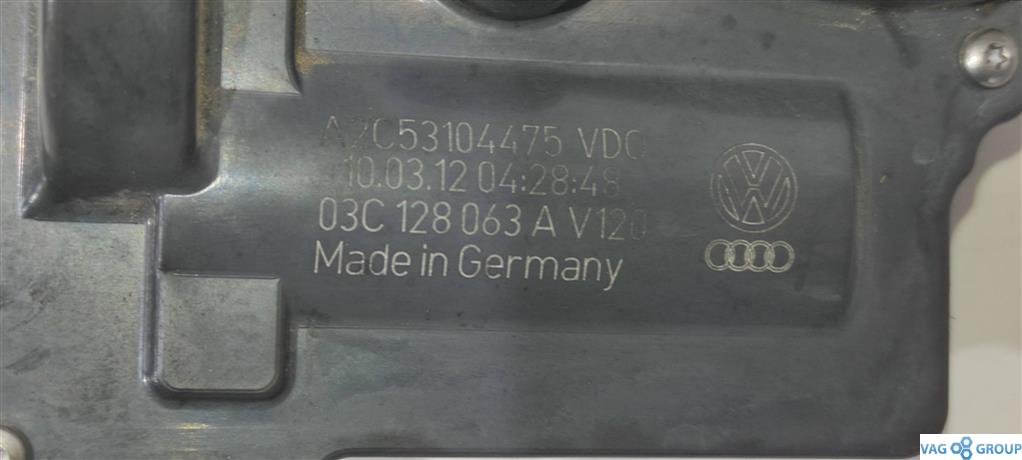 A2C53104475 VDO
10.03.12 04:28:48
03C 128 063 A V120
Made in Germany
VAG GROUP